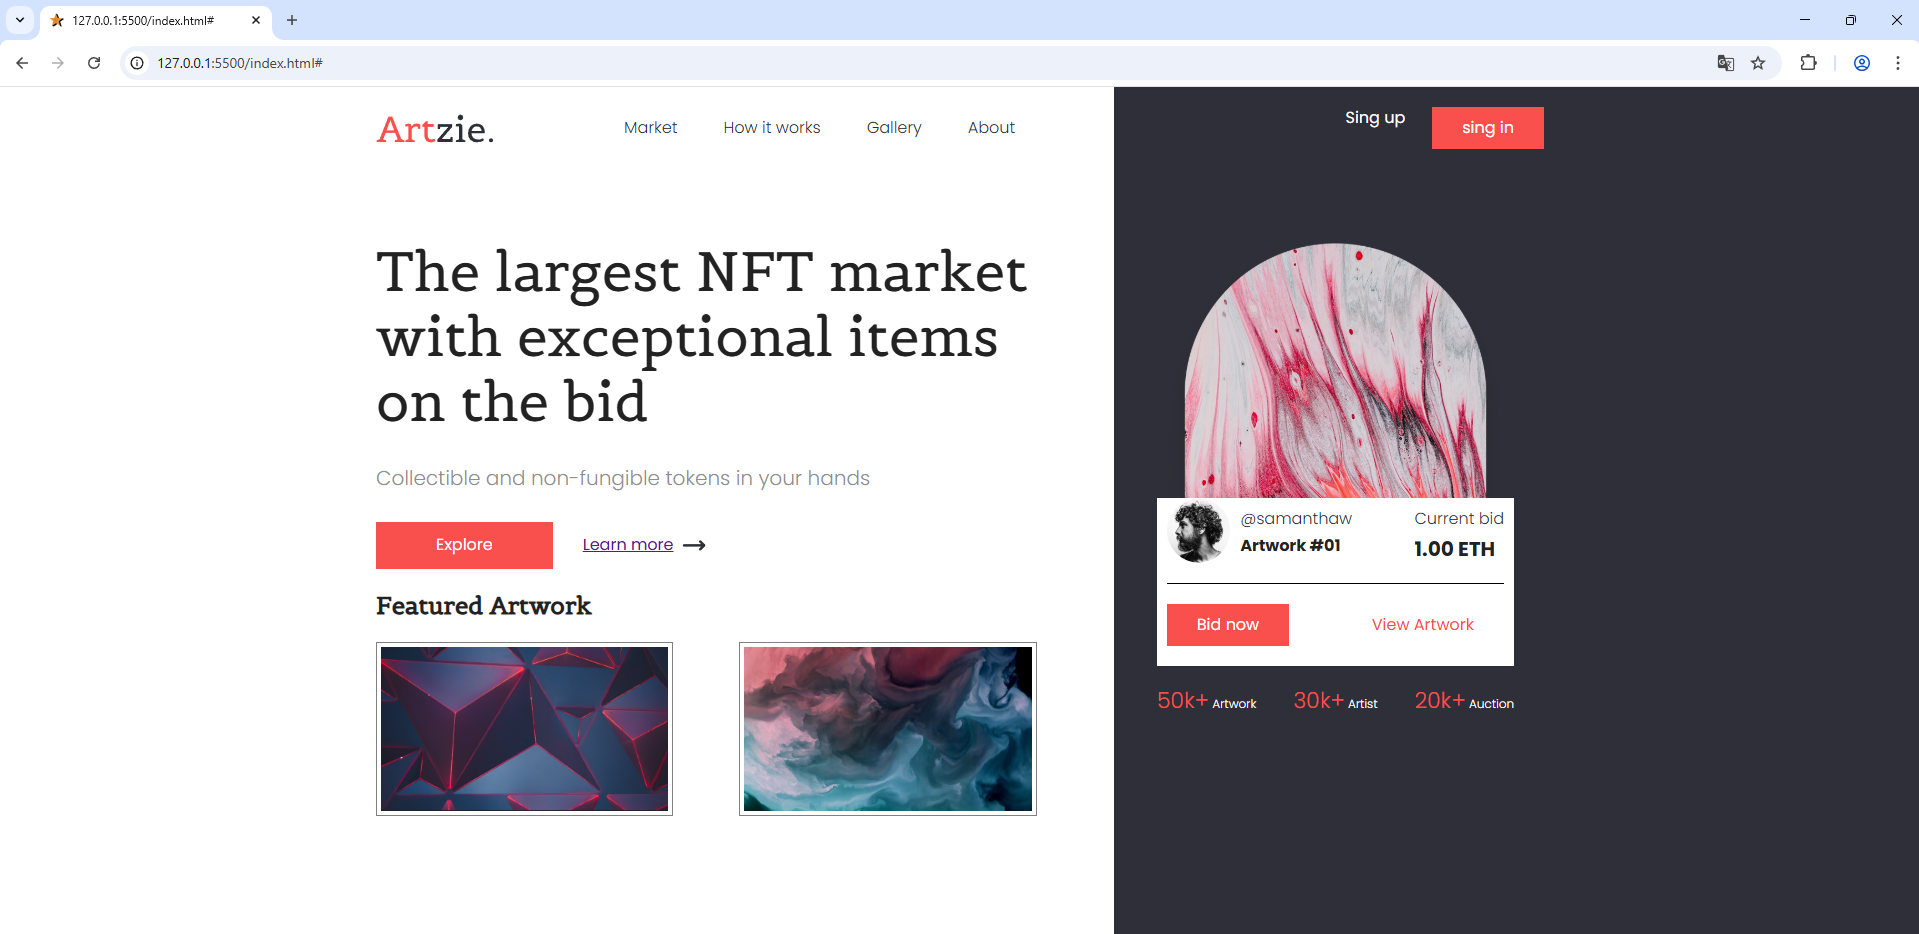 127.0.0.1:5500/index.html#
127.0.0.1:5500/index.html#
Artzie.
Market
How it works
Gallery
About
Sing up
sing in
The largest NFT market
with exceptional items
on the bid
Collectible and non-fungible tokens in your hands
Explore
Learn more
Featured Artwork
@samanthaw
Artwork #01
Current bid
1.00 ETH
Bid now
View Artwork
50k+ Artwork
30k+ Artist
20k+ Auction